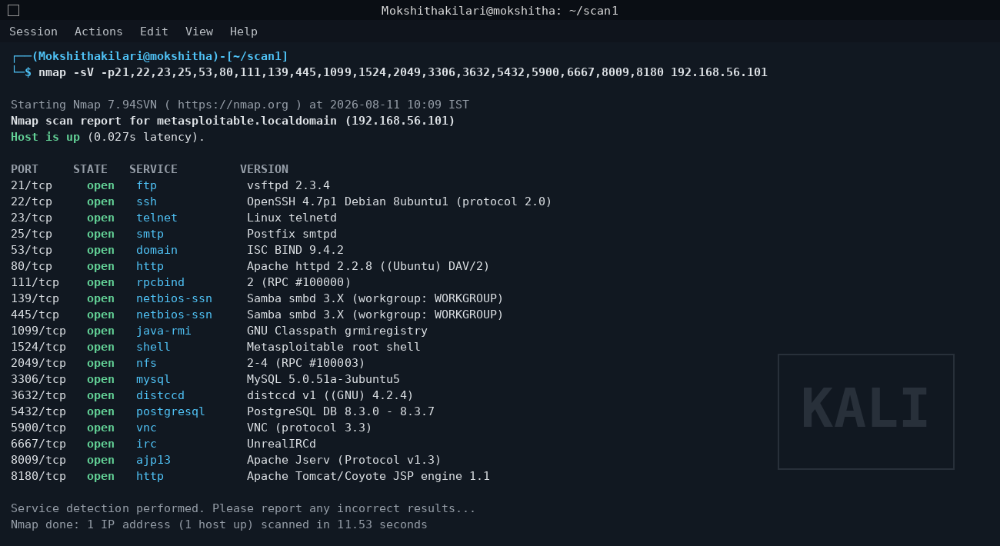 Mokshithakilari@mokshitha: ~/scan1
Session Actions Edit View Help
┌──(Mokshithakilari@mokshitha)-[~/scan1]
└─$ nmap -sV -p21,22,23,25,53,80,111,139,445,1099,1524,2049,3306,3632,5432,5900,6667,8009,8180 192.168.56.101
Starting Nmap 7.94SVN ( https://nmap.org ) at 2026-08-11 10:09 IST
Nmap scan report for metasploitable.localdomain (192.168.56.101)
Host is up (0.027s latency).
PORT     STATE   SERVICE         VERSION
21/tcp     open   ftp             vsftpd 2.3.4
22/tcp     open   ssh             OpenSSH 4.7p1 Debian 8ubuntu1 (protocol 2.0)
23/tcp     open   telnet          Linux telnetd
25/tcp     open   smtp            Postfix smtpd
53/tcp     open   domain          ISC BIND 9.4.2
80/tcp     open   http            Apache httpd 2.2.8 ((Ubuntu) DAV/2)
111/tcp    open   rpcbind         2 (RPC #100000)
139/tcp    open   netbios-ssn     Samba smbd 3.X (workgroup: WORKGROUP)
445/tcp    open   netbios-ssn     Samba smbd 3.X (workgroup: WORKGROUP)
1099/tcp   open   java-rmi        GNU Classpath grmiregistry
1524/tcp   open   shell           Metasploitable root shell
2049/tcp   open   nfs             2-4 (RPC #100003)
3306/tcp   open   mysql           MySQL 5.0.51a-3ubuntu5
3632/tcp   open   distccd         distccd v1 ((GNU) 4.2.4)
5432/tcp   open   postgresql      PostgreSQL DB 8.3.0 - 8.3.7
5900/tcp   open   vnc             VNC (protocol 3.3)
6667/tcp   open   irc             UnrealIRCd
8009/tcp   open   ajp13           Apache Jserv (Protocol v1.3)
8180/tcp   open   http            Apache Tomcat/Coyote JSP engine 1.1
KALI
Service detection performed. Please report any incorrect results...
Nmap done: 1 IP address (1 host up) scanned in 11.53 seconds